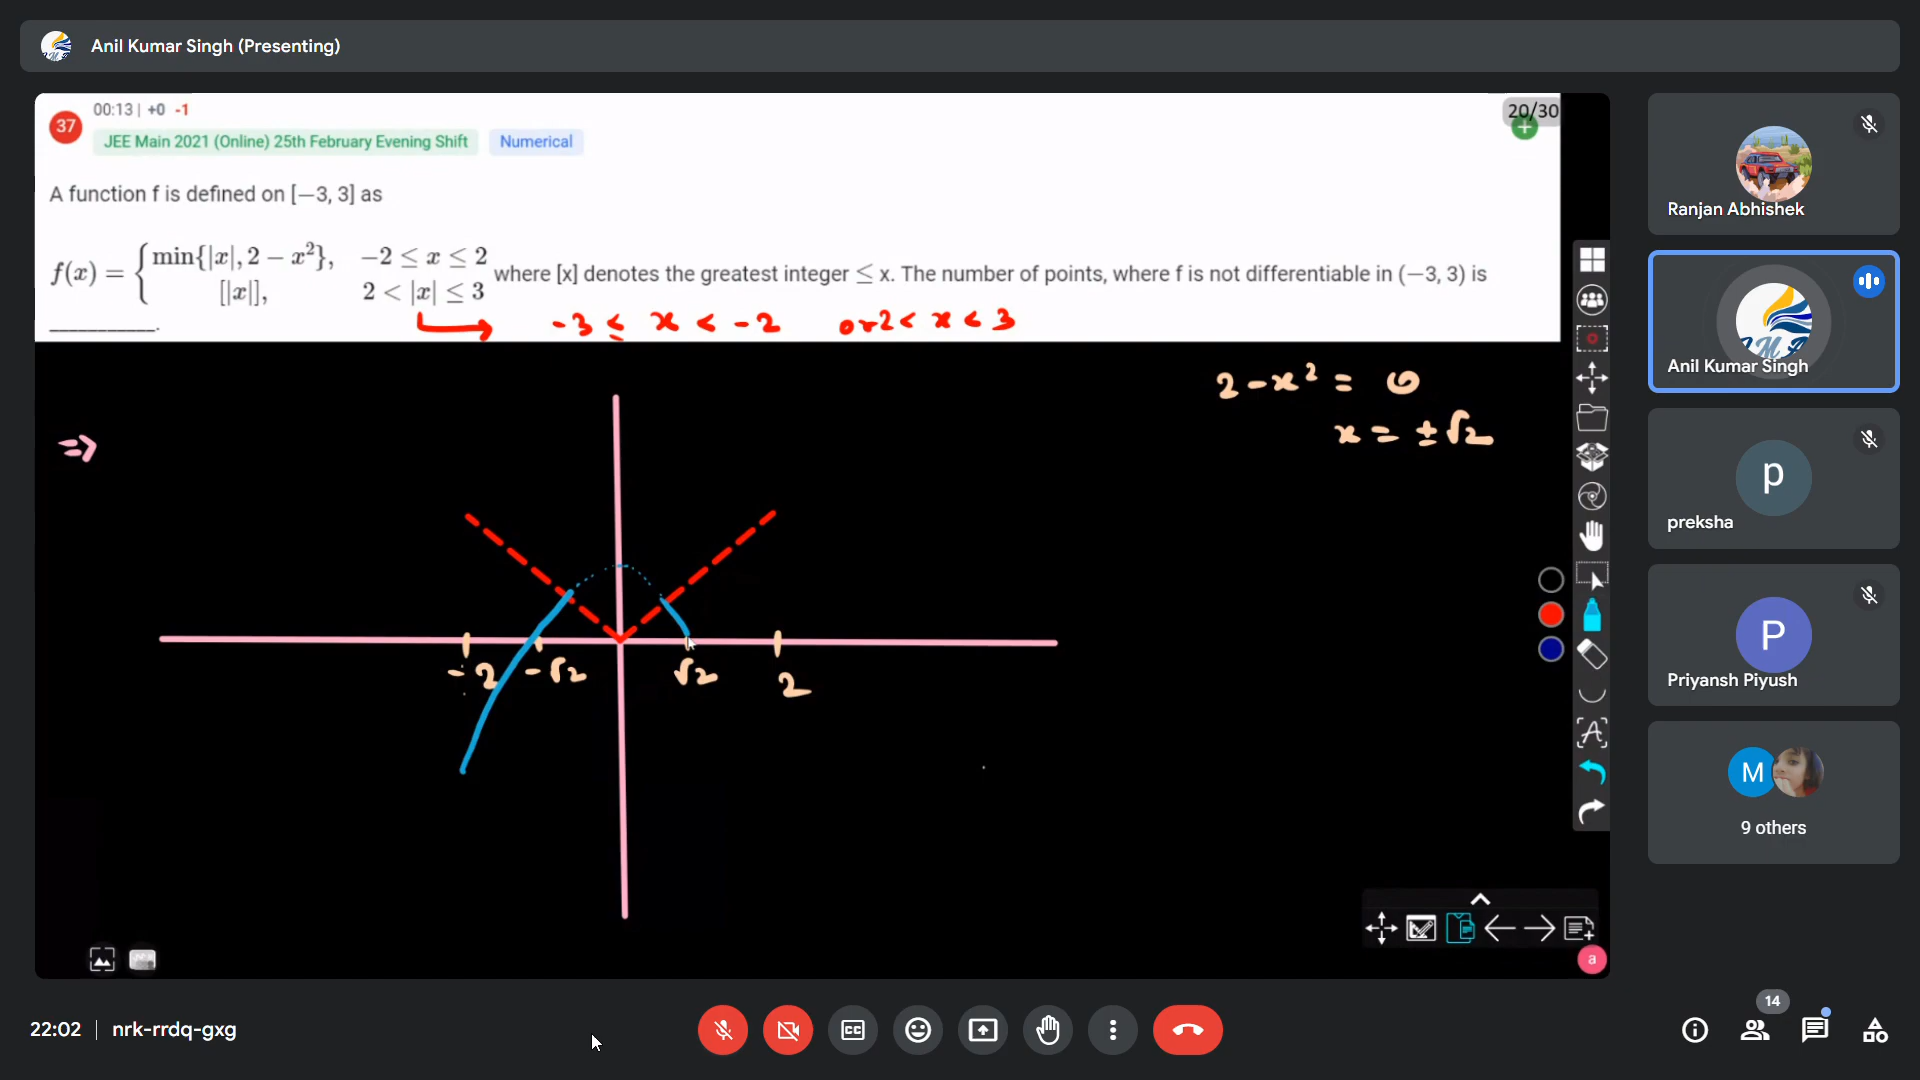 Anil Kumar Singh (Presenting)
37
00:13 | +0 -1
20/30
JEE Main 2021 (Online) 25th February Evening Shift Numerical
A function f is defined on [−3, 3] as
f(x) = { min{|x|, 2 − x²}, −2 ≤ x ≤ 2
[|x|], 2 < |x| ≤ 3
where [x] denotes the greatest integer ≤ x. The number of points, where f is not differentiable in (−3, 3) is
___________.
-3 ≤ x < -2 or 2 < x < 3
2 - x² = 0
x = ± √2
=>
-2 -√2 √2 2
A
a
Ranjan Abhishek
Anil Kumar Singh
p
preksha
P
Priyansh Piyush
M
9 others
22:02 | nrk-rrdq-gxg
CC
14